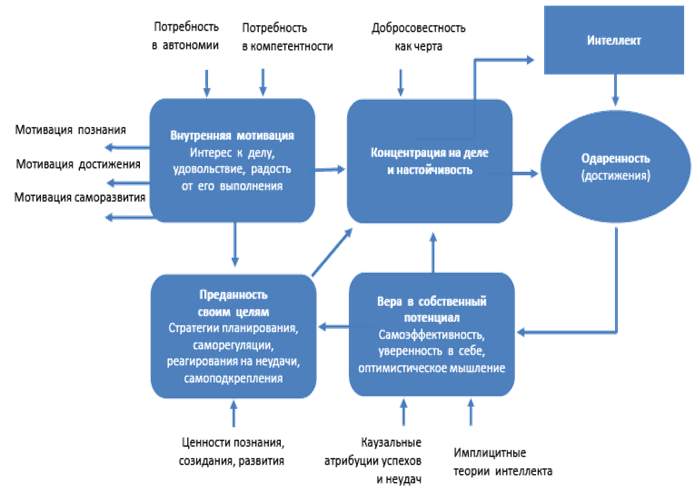 Потребность
в автономии
Потребность
в компетентности
Добросовестность
как черта
Интеллект
Мотивация познания
Мотивация достижения
Мотивация саморазвития
Внутренняя мотивация
Интерес к делу,
удовольствие, радость
от его выполнения
Концентрация на деле
и настойчивость
Одаренность
(достижения)
Преданность
своим целям
Стратегии планирования,
саморегуляции,
реагирования на неудачи,
самоподкрепления
Вера в собственный
потенциал
Самоэффективность,
уверенность в себе,
оптимистическое мышление
Ценности познания,
созидания, развития
Каузальные
атрибуции успехов
и неудач
Имплицитные
теории интеллекта